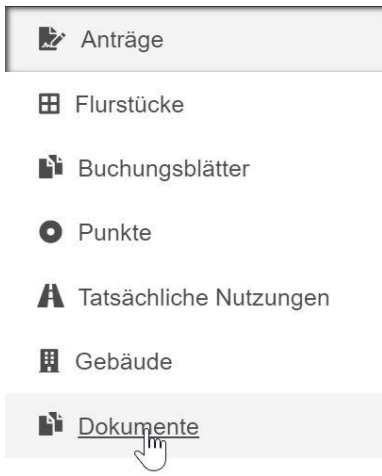 Anträge
Flurstücke
Buchungsblätter
Punkte
Tatsächliche Nutzungen
Gebäude
Dokumente